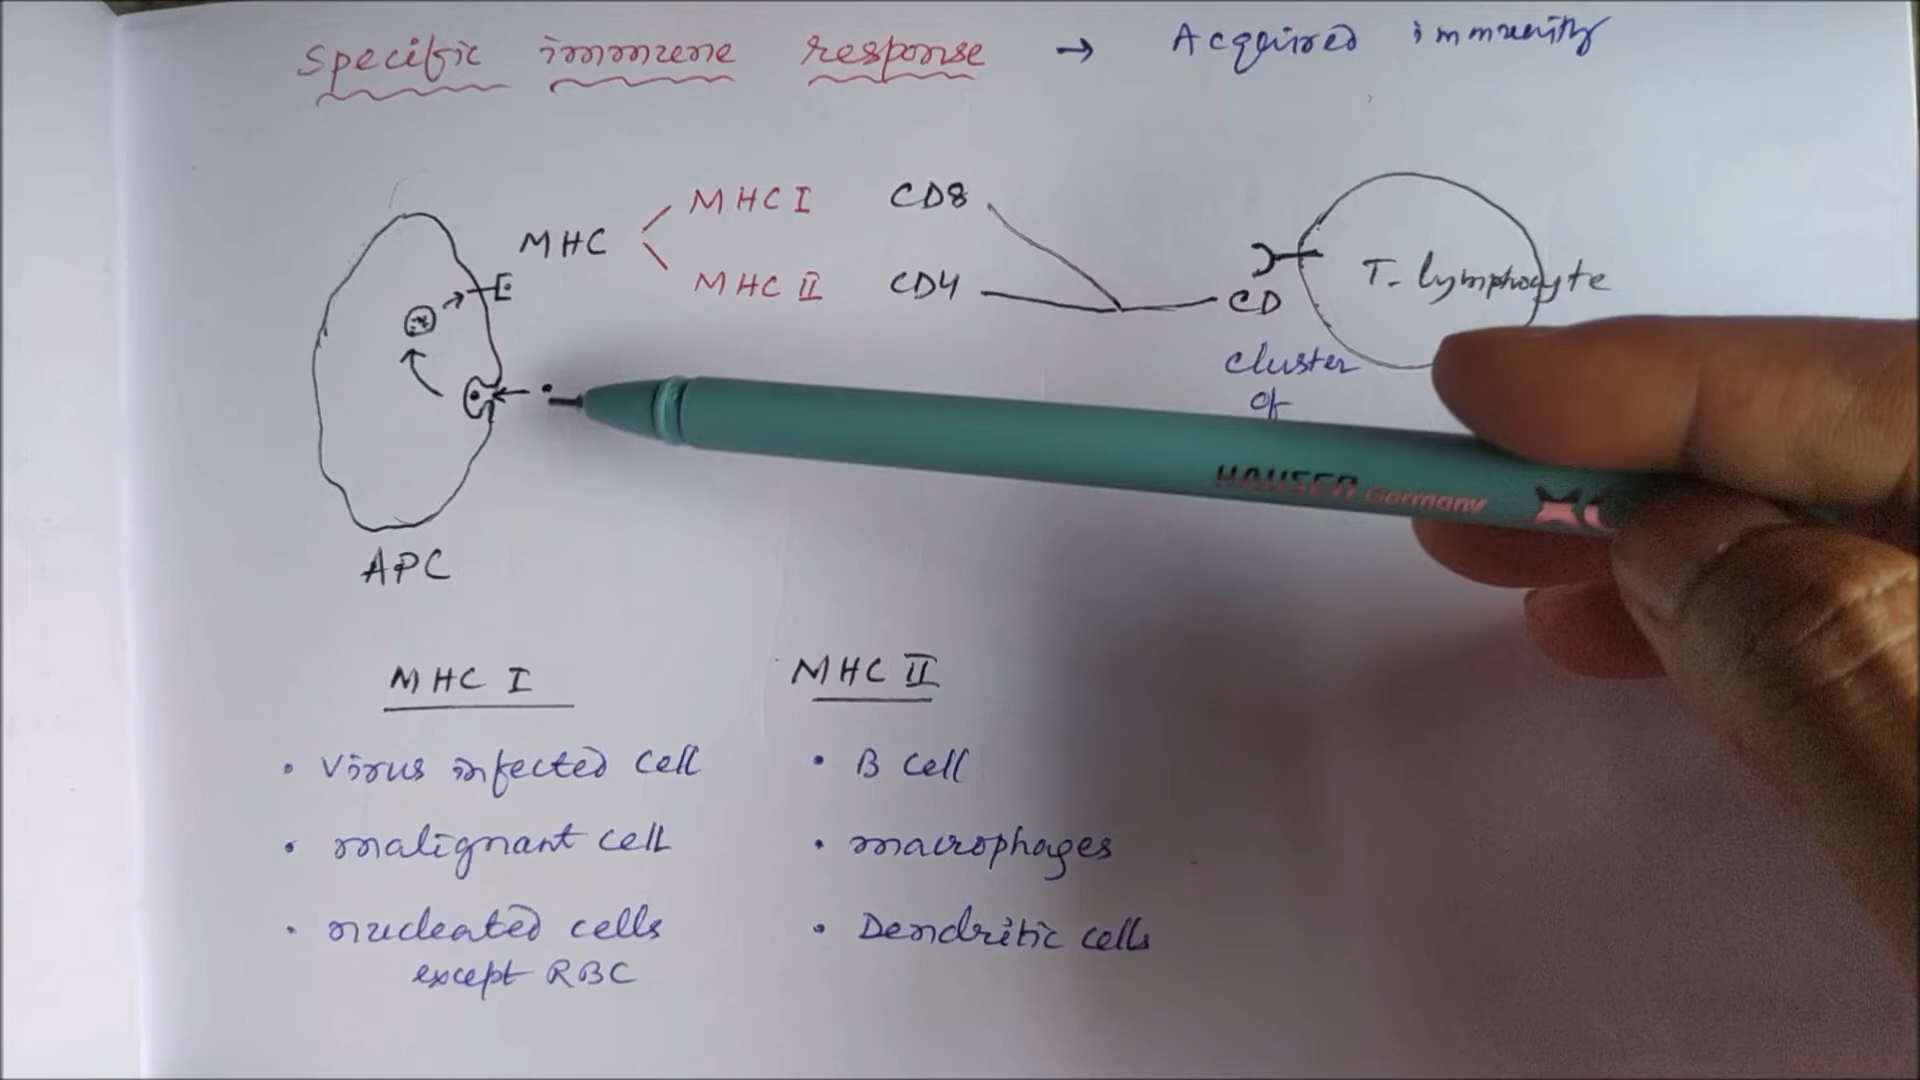 Specific immune response → Acquired immunity
MHC
MHC I CD8
MHC II CD4
CD
T- lymphocyte
cluster
of
HAUSER Germany
APC
MHC I
• Virus infected cell
• malignant cell
• nucleated cells
except RBC
MHC II
• B cell
• macrophages
• Dendritic cells